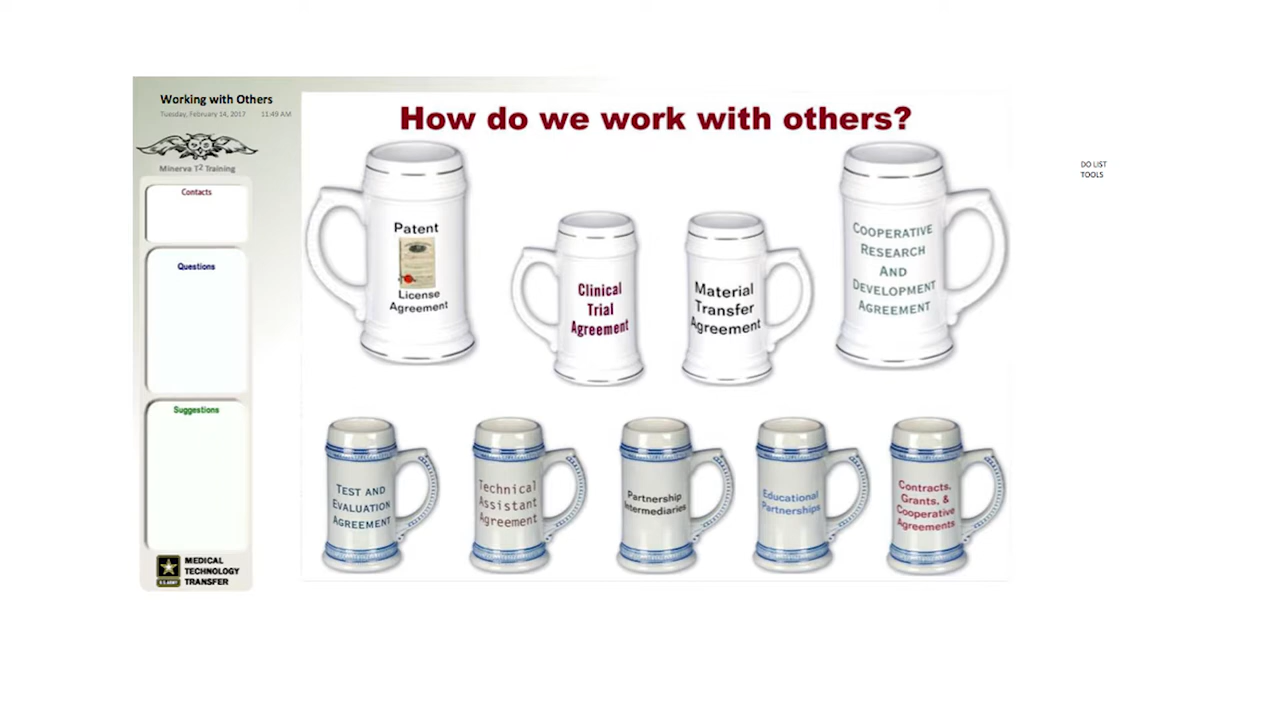 Working with Others
Tuesday, February 14, 2017 11:49 AM
Minerva T2 Training
Contacts
Questions
Suggestions
U.S.ARMY
MEDICAL
TECHNOLOGY
TRANSFER
How do we work with others?
Patent
License
Agreement
Clinical
Trial
Agreement
Material
Transfer
Agreement
COOPERATIVE
RESEARCH
AND
DEVELOPMENT
AGREEMENT
TEST AND
EVALUATION
AGREEMENT
Technical
Assistant
Agreement
Partnership
Intermediaries
Educational
Partnerships
Contracts,
Grants, &
Cooperative
Agreements
DO LIST
TOOLS